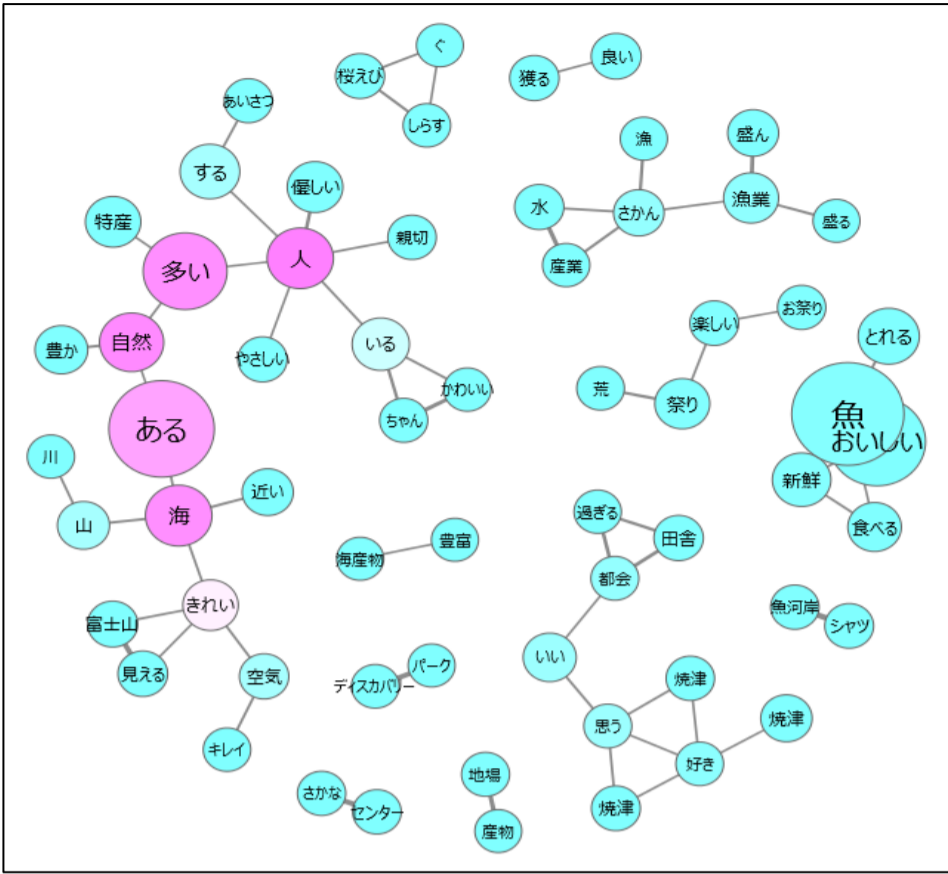 ぐ
桜えび
しらす
良い
獲る
あいさつ
する
優しい
親切
特産
多い
人
自然
豊か
やさしい
いる
かわいい
ちゃん
ある
漁
盛ん
水
さかん
漁業
盛る
産業
お祭り
楽しい
荒
祭り
とれる
魚
おいしい
新鮮
食べる
川
山
海
近い
きれい
富士山
見える
空気
キレイ
海産物
豊富
過ぎる
田舎
都会
いい
魚河岸
シャツ
パーク
ディスカバリー
焼津
思う
焼津
好き
焼津
さかな
センター
地場
産物